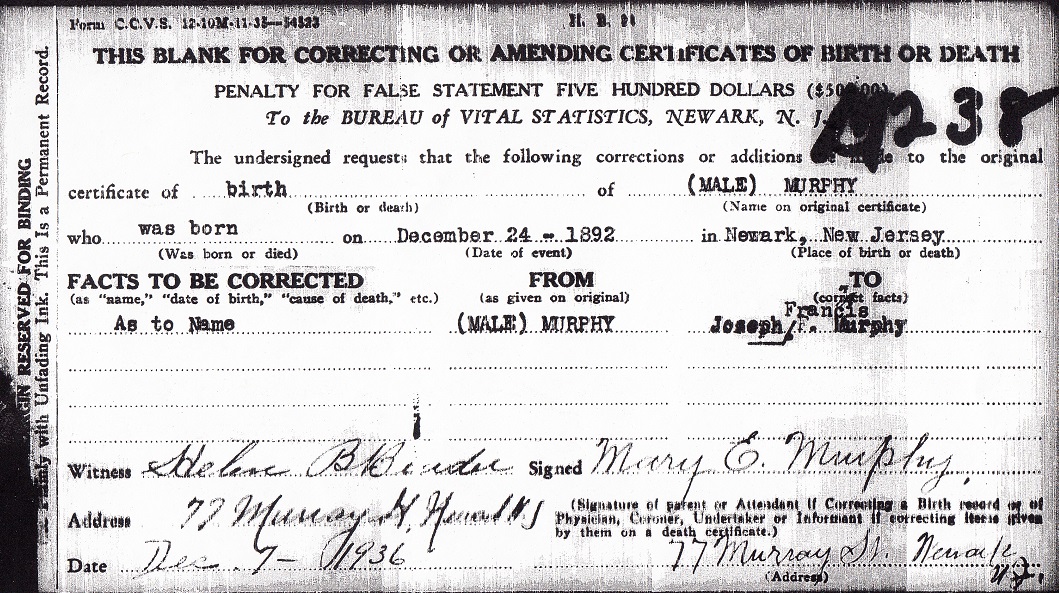 Form C.C.V.S. 12-10M-11-35—54523
THIS BLANK FOR CORRECTING OR AMENDING CERTIFICATES OF BIRTH OR DEATH
PENALTY FOR FALSE STATEMENT FIVE HUNDRED DOLLARS ($500.00)
To the BUREAU of VITAL STATISTICS, NEWARK, N. J.
M238
The undersigned requests that the following corrections or additions be made to the original
certificate of birth of (MALE) MURPHY
(Birth or death) (Name on original certificate)
who was born on December 24 - 1892 in Newark, New Jersey
(Was born or died) (Date of event) (Place of birth or death)
FACTS TO BE CORRECTED FROM TO
(as "name," "date of birth," "cause of death," etc.) (as given on original) (correct facts)
Francis
As to Name (MALE) MURPHY Joseph/F. Murphy
Witness Helen B Signed Mary E. Murphy
Address 77 Murray St, Newark NJ
(Signature of parent or Attendant if Correcting a Birth record or of
Physician, Coroner, Undertaker or Informant if correcting items given
by them on a death certificate.)
Date Dec. 7 - 1936 77 Murray St. Newark
N.J.
(Address)
RESERVED FOR BINDING
with Unfading Ink. This Is a Permanent Record.